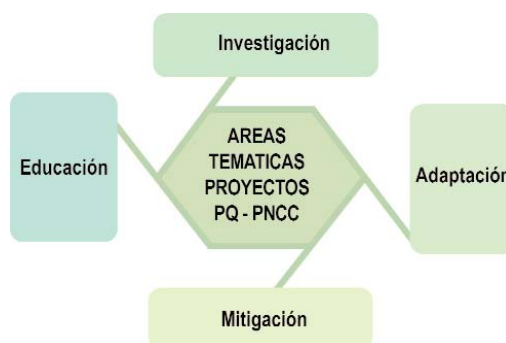 Investigación
Educación
AREAS
TEMATICAS
PROYECTOS
PQ - PNCC
Adaptación
Mitigación